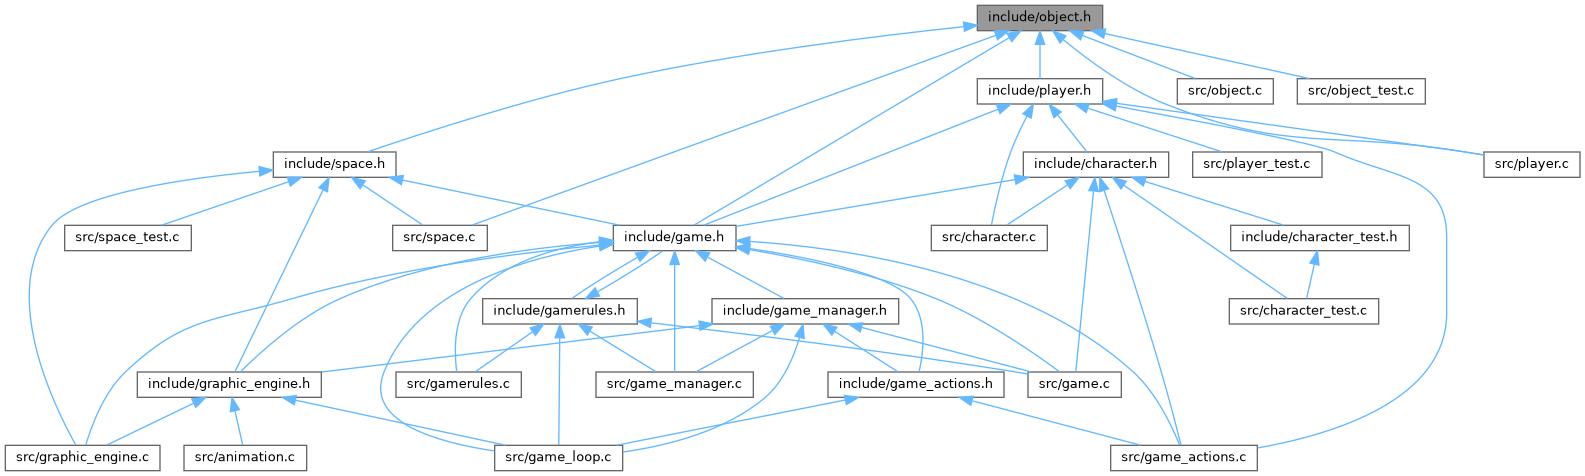 include/object.h
include/player.h
src/object.c
src/object_test.c
include/space.h
include/character.h
src/player_test.c
src/player.c
src/space_test.c
src/space.c
include/game.h
src/character.c
include/character_test.h
include/gamerules.h
include/game_manager.h
src/character_test.c
include/graphic_engine.h
src/gamerules.c
src/game_manager.c
include/game_actions.h
src/game.c
src/graphic_engine.c
src/animation.c
src/game_loop.c
src/game_actions.c